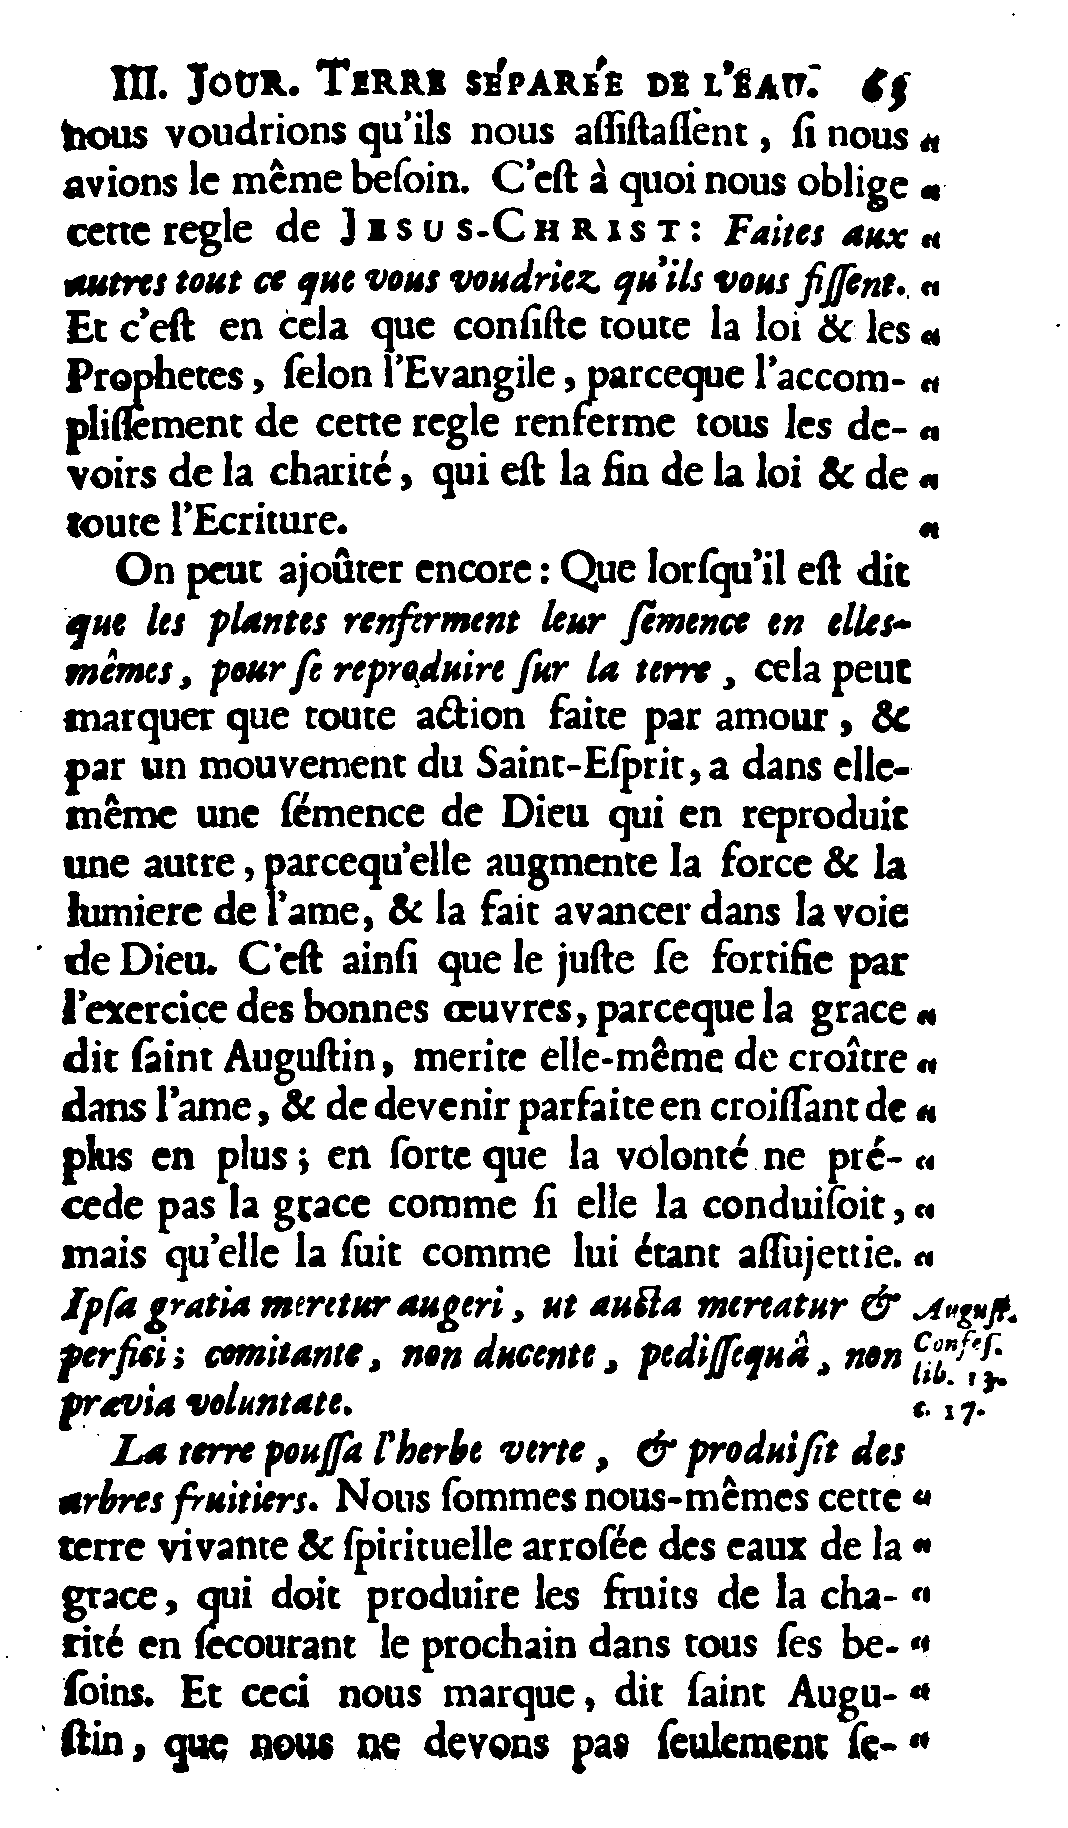 III. JOUR. TERRE SÉPARÉE DE L'EAU. 65
nous voudrions qu'ils nous aſſiſtaſſent, ſi nous "
avions le même beſoin. C'eſt à quoi nous oblige "
cette regle de JESUS-CHRIST: Faites aux "
autres tout ce que vous voudriez qu'ils vous fiſſent. "
Et c'eſt en cela que conſiſte toute la loi & les "
Prophetes, ſelon l'Evangile, parceque l'accom- "
pliſſement de cette regle renferme tous les de- "
voirs de la charité, qui eſt la fin de la loi & de "
toute l'Ecriture. "
On peut ajoûter encore: Que lorſqu'il eſt dit
que les plantes renferment leur ſémence en elles-
mêmes, pour ſe reproduire ſur la terre, cela peut
marquer que toute action faite par amour, &
par un mouvement du Saint-Eſprit, a dans elle-
même une ſémence de Dieu qui en reproduit
une autre, parcequ'elle augmente la force & la
lumiere de l'ame, & la fait avancer dans la voie
de Dieu. C'eſt ainſi que le juſte ſe fortifie par
l'exercice des bonnes œuvres, parceque la grace "
dit ſaint Auguſtin, merite elle-même de croître "
dans l'ame, & de devenir parfaite en croiſſant de "
plus en plus; en ſorte que la volonté ne pré- "
cede pas la grace comme ſi elle la conduiſoit, "
mais qu'elle la ſuit comme lui étant aſſujettie. "
Ipſa gratia meretur augeri, ut aucta mereatur &
perfici; comitante, non ducente, pediſſequâ, non
prævia voluntate.
Auguſt.
Confeſ.
lib. 13.
c. 17.
La terre pouſſa l'herbe verte, & produiſit des
arbres fruitiers. Nous ſommes nous-mêmes cette "
terre vivante & ſpirituelle arroſée des eaux de la "
grace, qui doit produire les fruits de la cha- "
rité en ſecourant le prochain dans tous ſes be- "
ſoins. Et ceci nous marque, dit ſaint Augu- "
ſtin, que nous ne devons pas ſeulement ſe- "